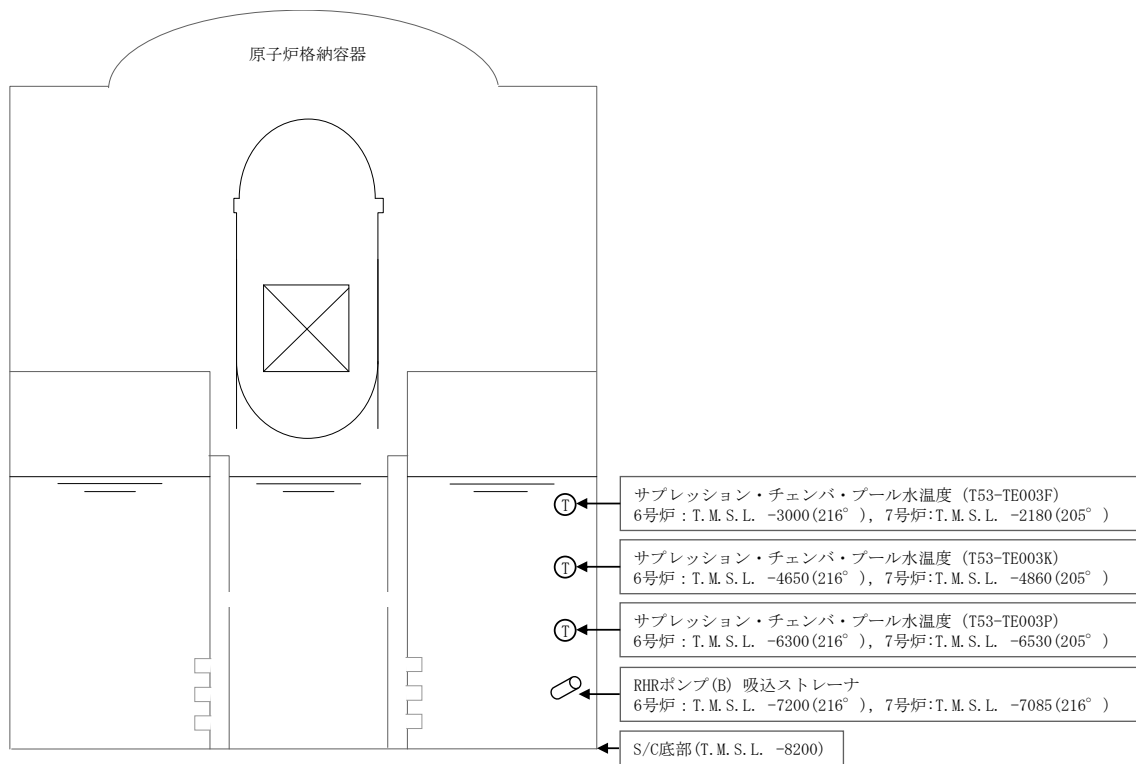 原子炉格納容器
T
サプレッション・チェンバ・プール水温度 (T53-TE003F)
6号炉:T.M.S.L. -3000(216°), 7号炉:T.M.S.L. -2180(205°)
T
サプレッション・チェンバ・プール水温度 (T53-TE003K)
6号炉:T.M.S.L. -4650(216°), 7号炉:T.M.S.L. -4860(205°)
T
サプレッション・チェンバ・プール水温度 (T53-TE003P)
6号炉:T.M.S.L. -6300(216°), 7号炉:T.M.S.L. -6530(205°)
RHRポンプ(B) 吸込ストレーナ
6号炉:T.M.S.L. -7200(216°), 7号炉:T.M.S.L. -7085(216°)
S/C底部(T.M.S.L. -8200)